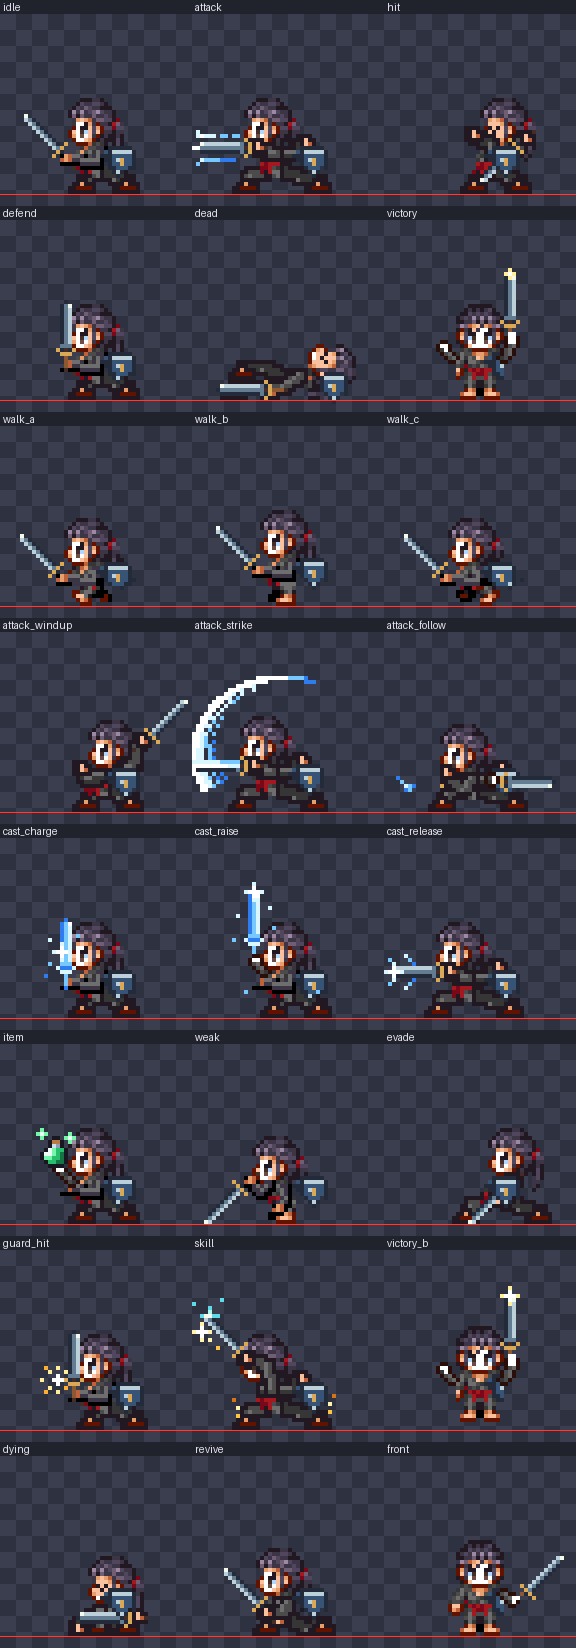 idle attack hit
defend dead victory
walk_a walk_b walk_c
attack_windup attack_strike attack_follow
cast_charge cast_raise cast_release
item weak evade
guard_hit skill victory_b
dying revive front